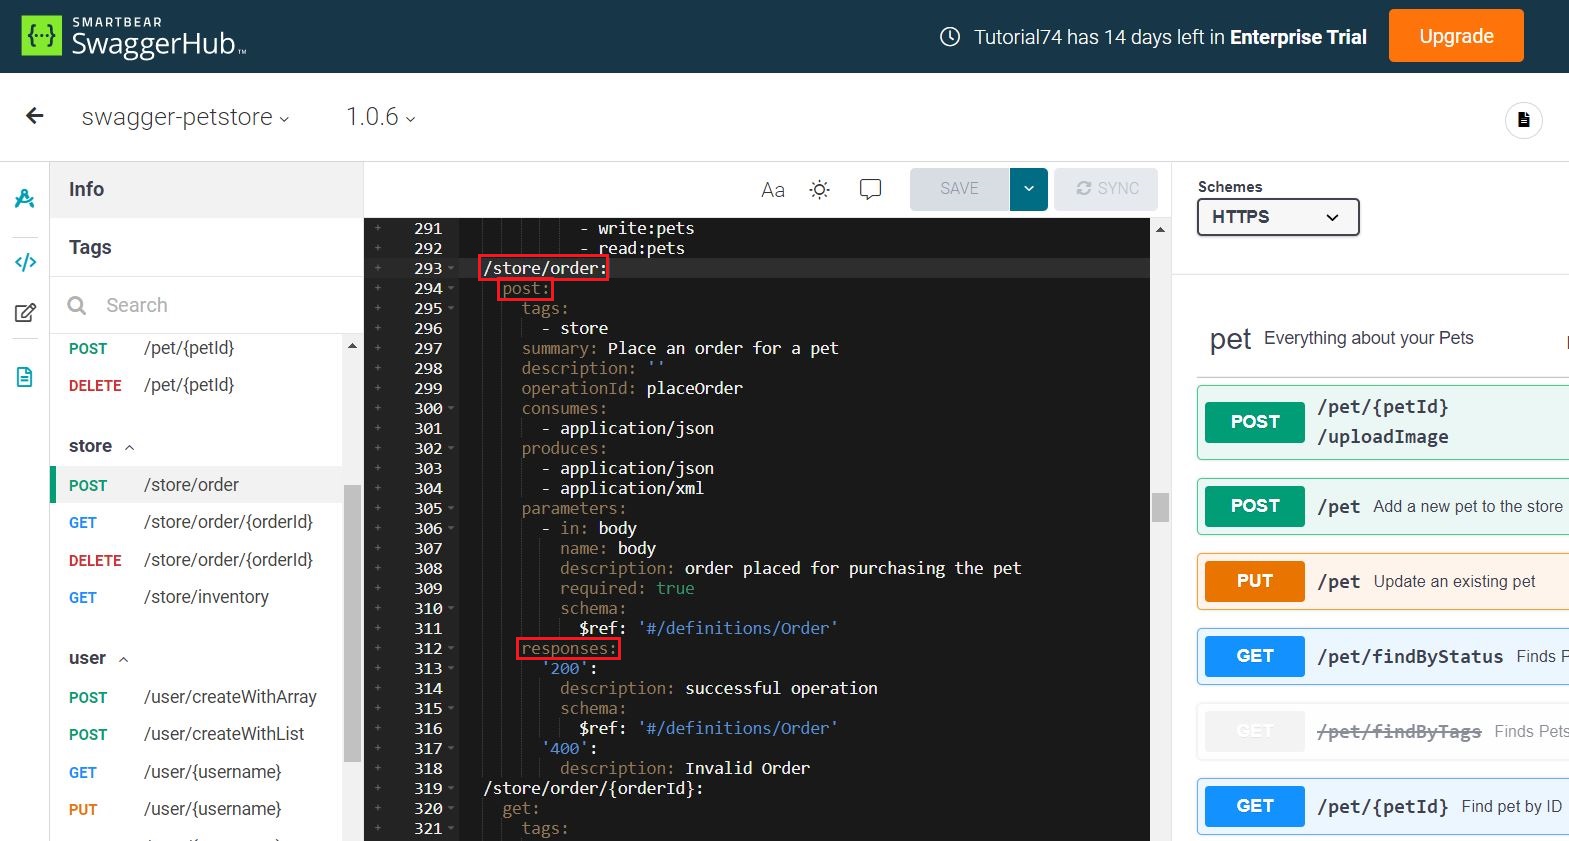 SMARTBEAR
SwaggerHub™
Tutorial74 has 14 days left in Enterprise Trial
Upgrade
swagger-petstore
1.0.6
Info
Tags
Search
POST /pet/{petId}
DELETE /pet/{petId}
store
POST /store/order
GET /store/order/{orderId}
DELETE /store/order/{orderId}
GET /store/inventory
user
POST /user/createWithArray
POST /user/createWithList
GET /user/{username}
PUT /user/{username}
Aa
SAVE
SYNC
291 - write:pets
292 - read:pets
293 /store/order:
294 post:
295 tags:
296 - store
297 summary: Place an order for a pet
298 description: ''
299 operationId: placeOrder
300 consumes:
301 - application/json
302 produces:
303 - application/json
304 - application/xml
305 parameters:
306 - in: body
307 name: body
308 description: order placed for purchasing the pet
309 required: true
310 schema:
311 $ref: '#/definitions/Order'
312 responses:
313 '200':
314 description: successful operation
315 schema:
316 $ref: '#/definitions/Order'
317 '400':
318 description: Invalid Order
319 /store/order/{orderId}:
320 get:
321 tags:
Schemes
HTTPS
pet Everything about your Pets
POST /pet/{petId}
/uploadImage
POST /pet Add a new pet to the store
PUT /pet Update an existing pet
GET /pet/findByStatus Finds P
GET /pet/findByTags Finds Pets
GET /pet/{petId} Find pet by ID